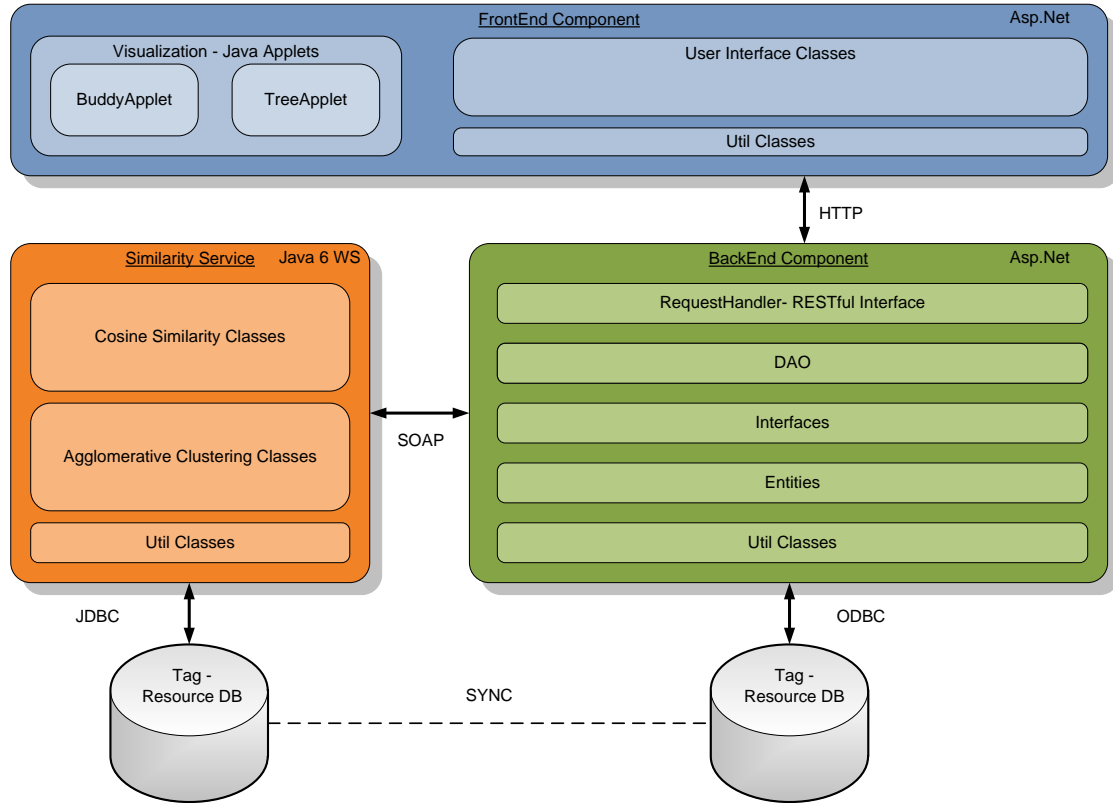 FrontEnd Component
Asp.Net
Visualization - Java Applets
BuddyApplet
TreeApplet
User Interface Classes
Util Classes
HTTP
Similarity Service
Java 6 WS
Cosine Similarity Classes
Agglomerative Clustering Classes
Util Classes
SOAP
BackEnd Component
Asp.Net
RequestHandler- RESTful Interface
DAO
Interfaces
Entities
Util Classes
JDBC
ODBC
Tag -
Resource DB
SYNC
Tag -
Resource DB